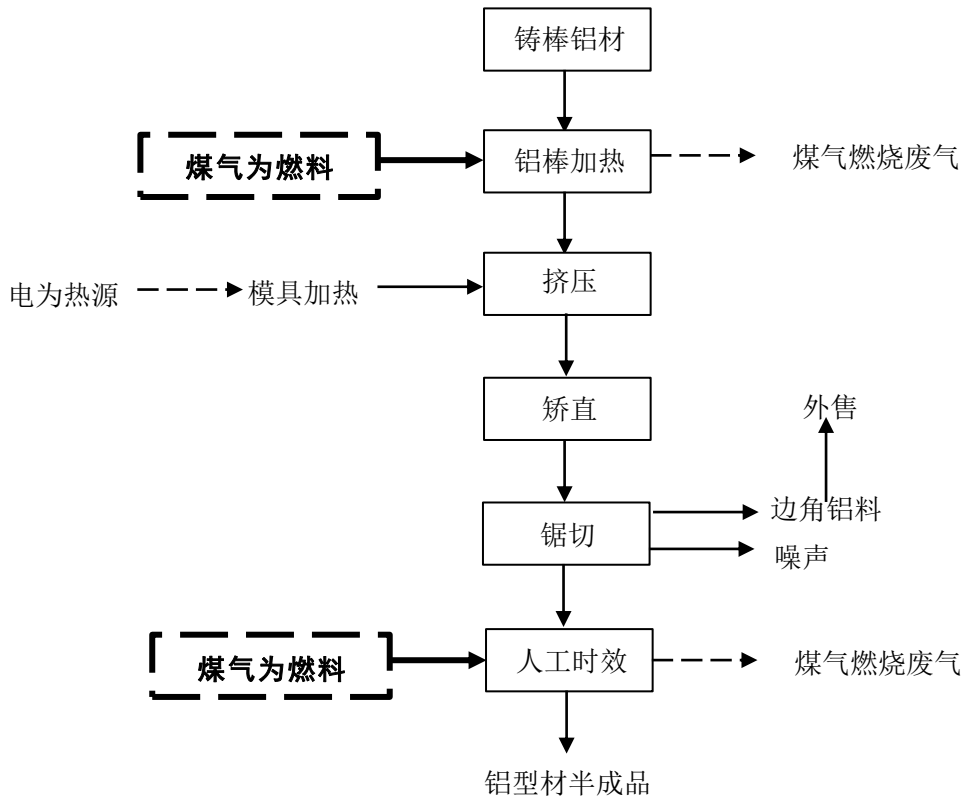 铸棒铝材
煤气为燃料
铝棒加热
煤气燃烧废气
电为热源
模具加热
挤压
矫直
外售
锯切
边角铝料
噪声
煤气为燃料
人工时效
煤气燃烧废气
铝型材半成品